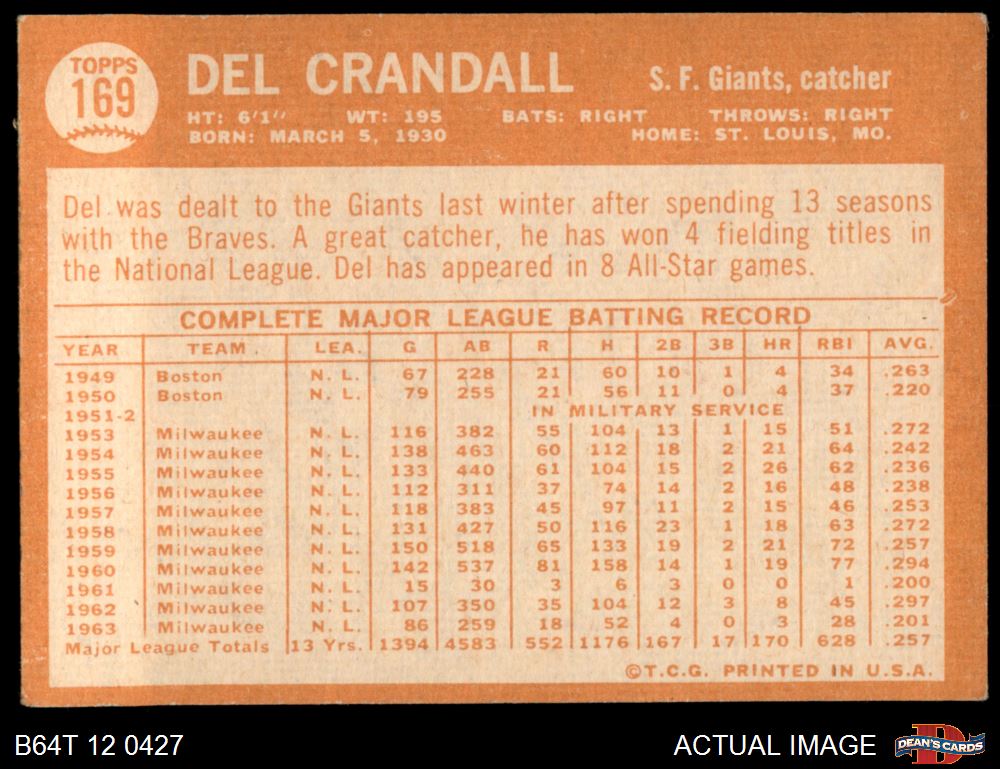 TOPPS
169
DEL CRANDALL
S. F. Giants, catcher
HT: 6'1" WT: 195 BATS: RIGHT THROWS: RIGHT
BORN: MARCH 5, 1930 HOME: ST. LOUIS, MO.
Del was dealt to the Giants last winter after spending 13 seasons
with the Braves. A great catcher, he has won 4 fielding titles in
the National League. Del has appeared in 8 All-Star games.
COMPLETE MAJOR LEAGUE BATTING RECORD
YEAR TEAM LEA. G AB R H 2B 3B HR RBI AVG.
1949 Boston N. L. 67 228 21 60 10 1 4 34 .263
1950 Boston N. L. 79 255 21 56 11 0 4 37 .220
1951-2 IN MILITARY SERVICE
1953 Milwaukee N. L. 116 382 55 104 13 1 15 51 .272
1954 Milwaukee N. L. 138 463 60 112 18 2 21 64 .242
1955 Milwaukee N. L. 133 440 61 104 15 2 26 62 .236
1956 Milwaukee N. L. 112 311 37 74 14 2 16 48 .238
1957 Milwaukee N. L. 118 383 45 97 11 2 15 46 .253
1958 Milwaukee N. L. 131 427 50 116 23 1 18 63 .272
1959 Milwaukee N. L. 150 518 65 133 19 2 21 72 .257
1960 Milwaukee N. L. 142 537 81 158 14 1 19 77 .294
1961 Milwaukee N. L. 15 30 3 6 3 0 0 1 .200
1962 Milwaukee N. L. 107 350 35 104 12 3 8 45 .297
1963 Milwaukee N. L. 86 259 18 52 4 0 3 28 .201
Major League Totals 13 Yrs. 1394 4583 552 1176 167 17 170 628 .257
©T.C.G. PRINTED IN U.S.A.
B64T 12 0427
ACTUAL IMAGE
DEAN'S CARDS